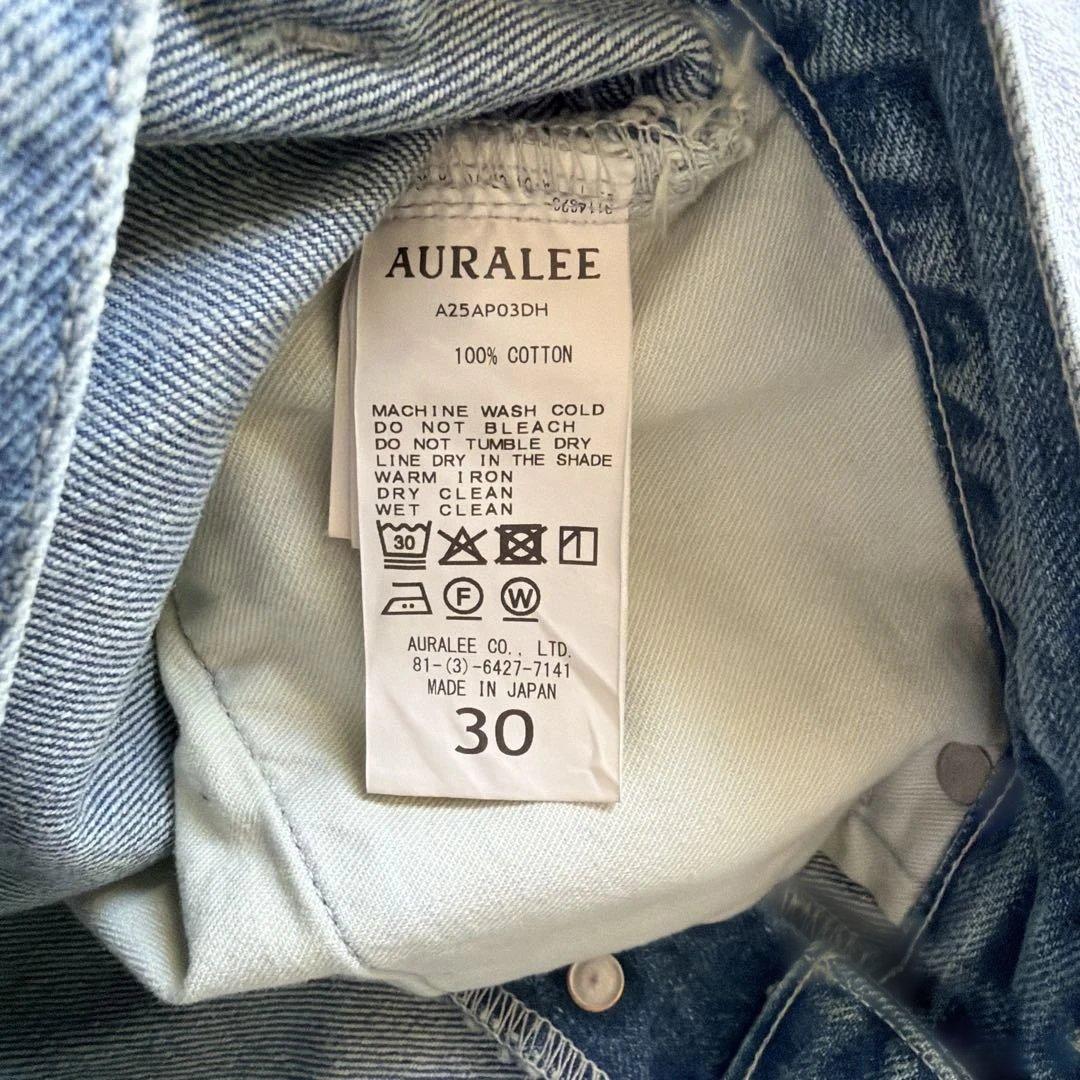 AURALEE
A25AP03DH
100% COTTON
MACHINE WASH COLD
DO NOT BLEACH
DO NOT TUMBLE DRY
LINE DRY IN THE SHADE
WARM IRON
DRY CLEAN
WET CLEAN
30
F W
AURALEE CO., LTD.
81-(3)-6427-7141
MADE IN JAPAN
30